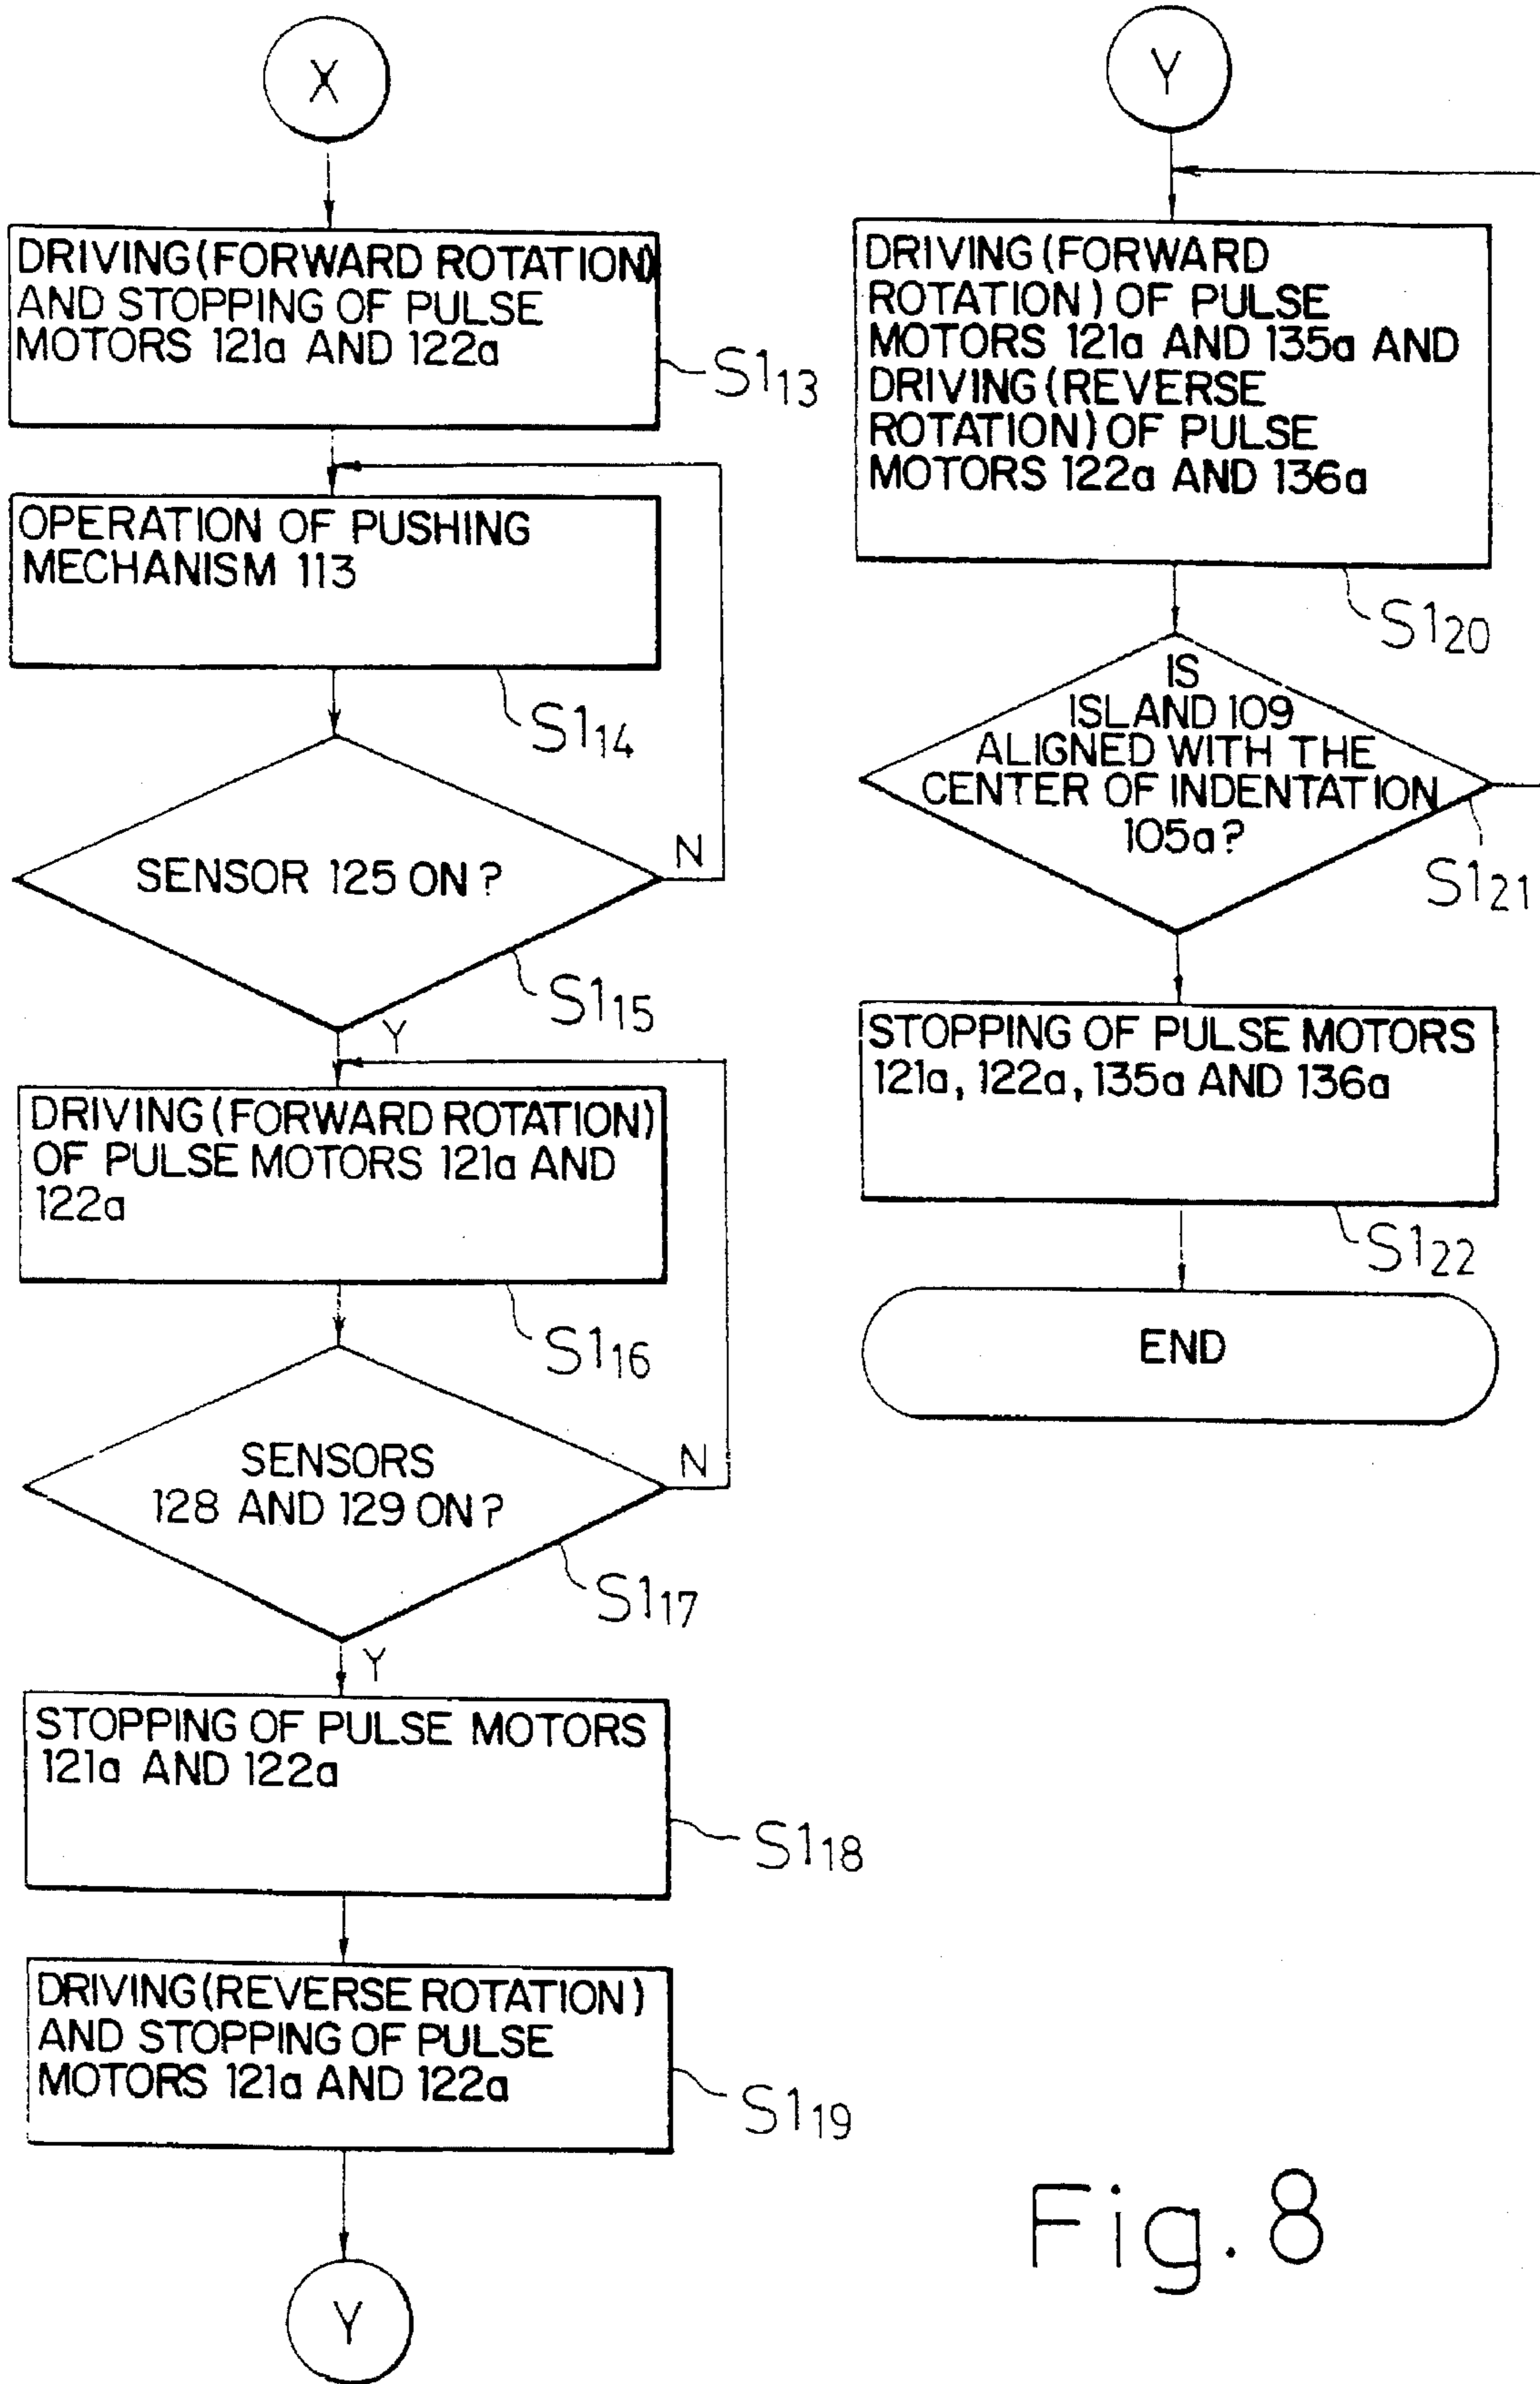 X
DRIVING (FORWARD ROTATION)
AND STOPPING OF PULSE
MOTORS 121a AND 122a
S113
OPERATION OF PUSHING
MECHANISM 113
S114
SENSOR 125 ON?
N
S115
Y
DRIVING (FORWARD ROTATION)
OF PULSE MOTORS 121a AND
122a
S116
SENSORS
128 AND 129 ON?
N
S117
Y
STOPPING OF PULSE MOTORS
121a AND 122a
S118
DRIVING (REVERSE ROTATION)
AND STOPPING OF PULSE
MOTORS 121a AND 122a
S119
Y
Y
DRIVING (FORWARD
ROTATION) OF PULSE
MOTORS 121a AND 135a AND
DRIVING (REVERSE
ROTATION) OF PULSE
MOTORS 122a AND 136a
S120
IS
ISLAND 109
ALIGNED WITH THE
CENTER OF INDENTATION
105a?
S121
STOPPING OF PULSE MOTORS
121a, 122a, 135a AND 136a
S122
END
Fig. 8